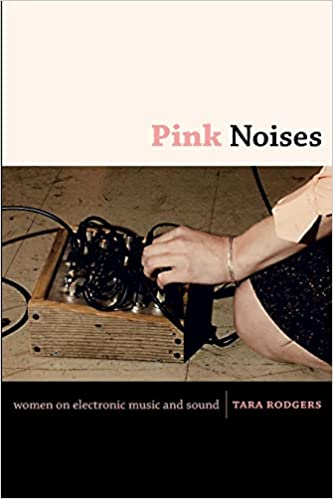 Pink Noises
women on electronic music and sound | TARA RODGERS